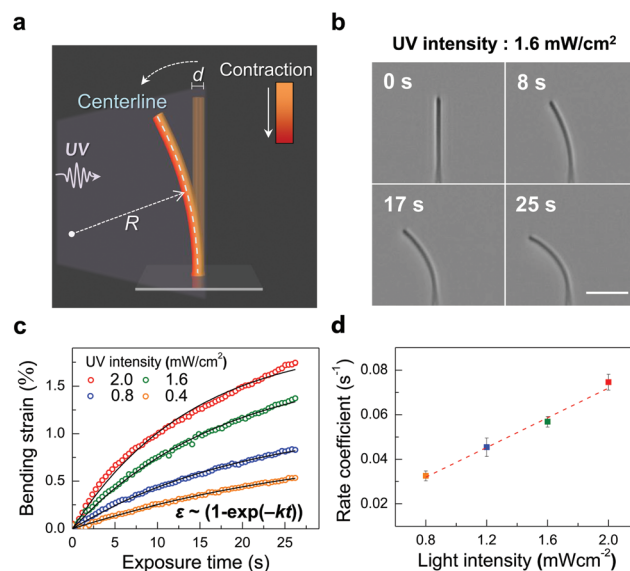 a
d
Contraction
Centerline
UV
R
b
UV intensity : 1.6 mW/cm²
0 s
8 s
17 s
25 s
c
UV intensity (mW/cm²)
2.0
1.6
0.8
0.4
1.5
1.0
0.5
0.0
Bending strain (%)
ε ~ (1-exp(–kt))
0
5
10
15
20
25
Exposure time (s)
d
0.08
0.06
0.04
0.02
Rate coefficient (s⁻¹)
0.8
1.2
1.6
2.0
Light intensity (mWcm⁻²)